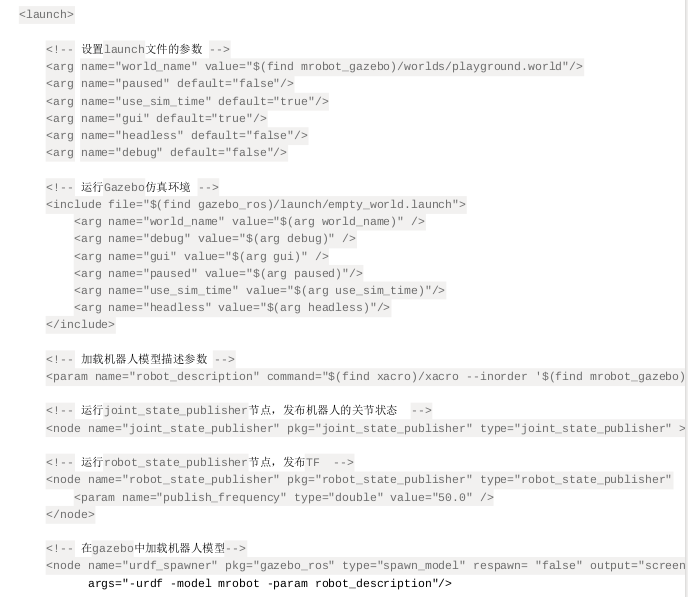 <launch>
<!-- 设置launch文件的参数 -->
<arg name="world_name" value="$(find mrobot_gazebo)/worlds/playground.world"/>
<arg name="paused" default="false"/>
<arg name="use_sim_time" default="true"/>
<arg name="gui" default="true"/>
<arg name="headless" default="false"/>
<arg name="debug" default="false"/>
<!-- 运行Gazebo仿真环境 -->
<include file="$(find gazebo_ros)/launch/empty_world.launch">
<arg name="world_name" value="$(arg world_name)" />
<arg name="debug" value="$(arg debug)" />
<arg name="gui" value="$(arg gui)" />
<arg name="paused" value="$(arg paused)"/>
<arg name="use_sim_time" value="$(arg use_sim_time)"/>
<arg name="headless" value="$(arg headless)"/>
</include>
<!-- 加载机器人模型描述参数 -->
<param name="robot_description" command="$(find xacro)/xacro --inorder '$(find mrobot_gazebo)
<!-- 运行joint_state_publisher节点，发布机器人的关节状态  -->
<node name="joint_state_publisher" pkg="joint_state_publisher" type="joint_state_publisher" >
<!-- 运行robot_state_publisher节点，发布TF  -->
<node name="robot_state_publisher" pkg="robot_state_publisher" type="robot_state_publisher"
<param name="publish_frequency" type="double" value="50.0" />
</node>
<!-- 在gazebo中加载机器人模型-->
<node name="urdf_spawner" pkg="gazebo_ros" type="spawn_model" respawn= "false" output="screen
args="-urdf -model mrobot -param robot_description"/>